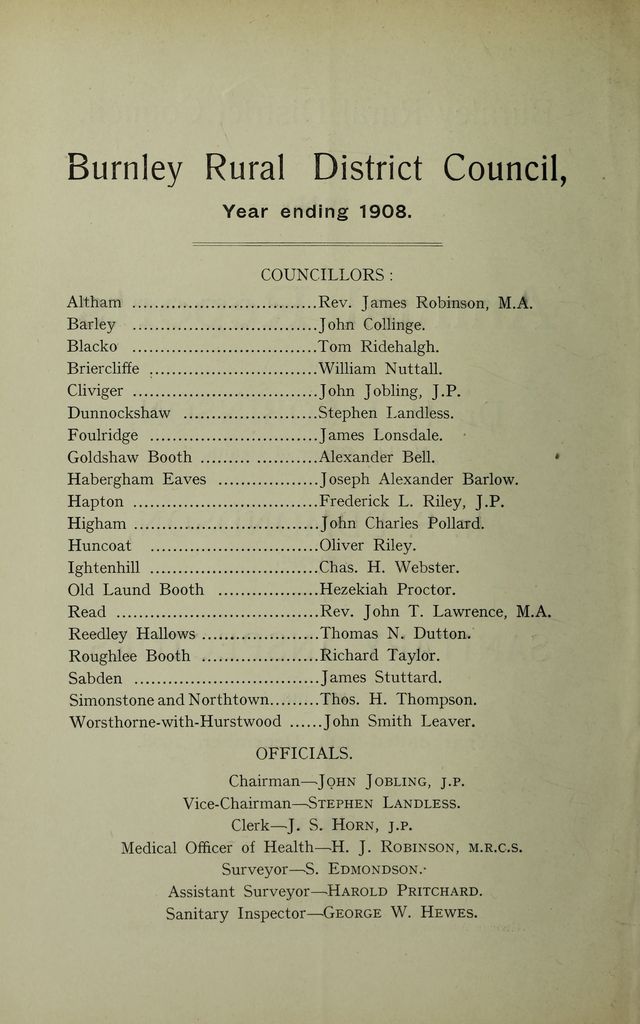 Burnley Rural District Council,
Year ending 1908.
COUNCILLORS :
Altham .................................Rev. James Robinson, M.A.
Barley .................................John Collinge.
Blacko .................................Tom Ridehalgh.
Briercliffe ..............................William Nuttall.
Cliviger .................................John Jobling, J.P.
Dunnockshaw ........................Stephen Landless.
Foulridge ..............................James Lonsdale.
Goldshaw Booth ......... ...........Alexander Bell.
Habergham Eaves ..................Joseph Alexander Barlow.
Hapton .................................Frederick L. Riley, J.P.
Higham .................................John Charles Pollard.
Huncoat ..............................Oliver Riley.
Ightenhill ..............................Chas. H. Webster.
Old Laund Booth ..................Hezekiah Proctor.
Read ....................................Rev. John T. Lawrence, M.A.
Reedley Hallows .....................Thomas N. Dutton.
Roughlee Booth .....................Richard Taylor.
Sabden .................................James Stuttard.
Simonstone and Northtown.........Thos. H. Thompson.
Worsthorne-with-Hurstwood ......John Smith Leaver.
OFFICIALS.
Chairman—JOHN JOBLING, J.P.
Vice-Chairman—STEPHEN LANDLESS.
Clerk—J. S. HORN, J.P.
Medical Officer of Health—H. J. ROBINSON, M.R.C.S.
Surveyor—S. EDMONDSON.
Assistant Surveyor—HAROLD PRITCHARD.
Sanitary Inspector—GEORGE W. HEWES.